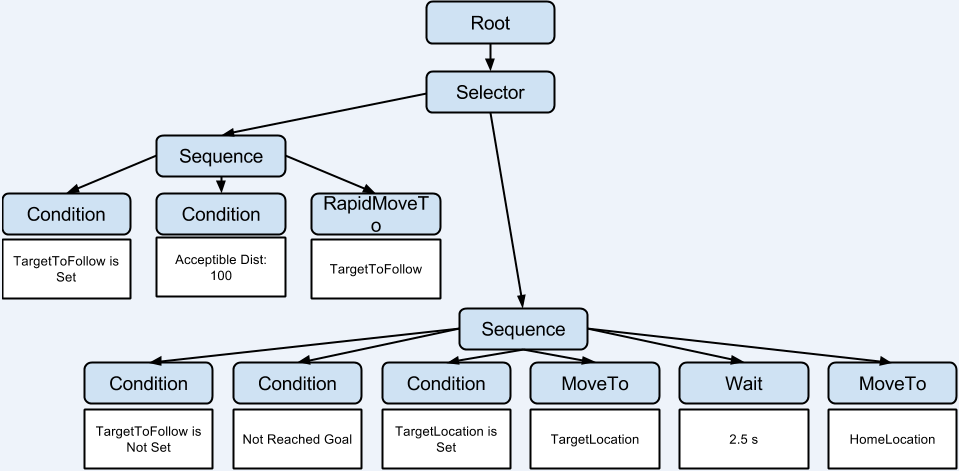 Root
Selector
Sequence
Condition
Condition
RapidMoveT
o
TargetToFollow is
Set
Acceptible Dist:
100
TargetToFollow
Sequence
Condition
Condition
Condition
MoveTo
Wait
MoveTo
TargetToFollow is
Not Set
Not Reached Goal
TargetLocation is
Set
TargetLocation
2.5 s
HomeLocation